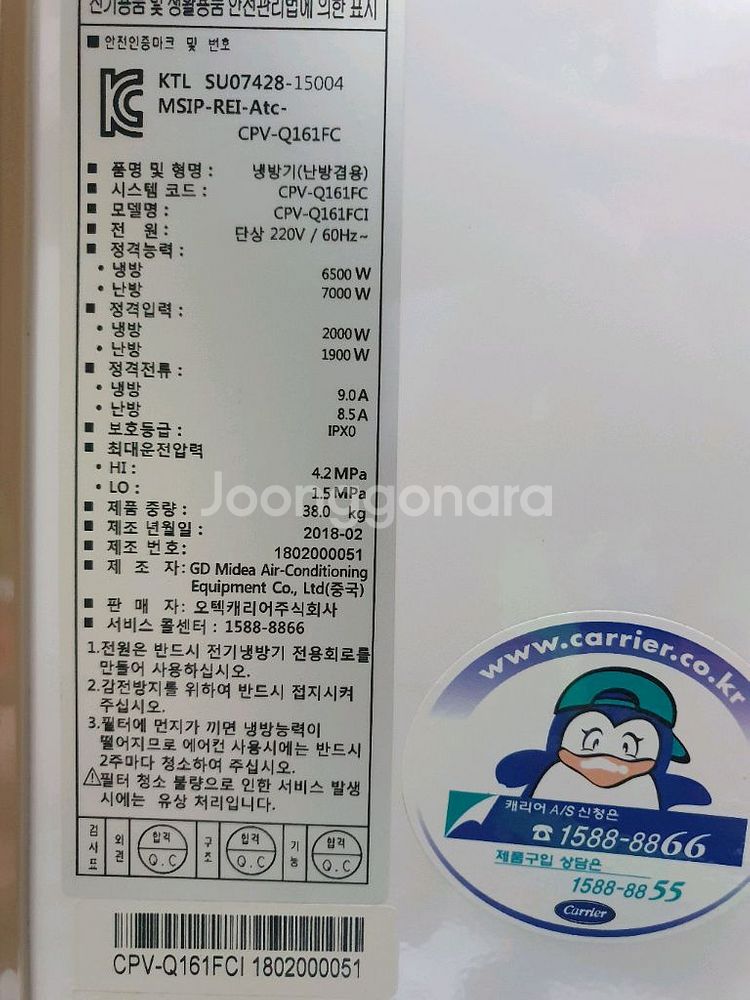 전기용품 및 생활용품 안전관리법에 의한 표시
■ 안전인증마크 및 번호
KTL SU07428-15004
MSIP-REI-Atc-
CPV-Q161FC
■ 품명 및 형명 : 냉방기(난방겸용)
■ 시스템 코드 : CPV-Q161FC
■ 모델명 : CPV-Q161FCI
■ 전 원 : 단상 220V / 60Hz~
■ 정격능력 :
• 냉방 6500 W
• 난방 7000 W
■ 정격입력 :
• 냉방 2000 W
• 난방 1900 W
■ 정격전류 :
• 냉방 9.0 A
• 난방 8.5 A
■ 보호등급 : IPX0
■ 최대운전압력
• HI : 4.2 MPa
• LO : 1.5 MPa
■ 제품 중량 : 38.0 kg
■ 제조 년월일 : 2018-02
■ 제조 번호: 1802000051
■ 제 조 자: GD Midea Air-Conditioning
Equipment Co., Ltd(중국)
■ 판 매 자: 오텍캐리어주식회사
■ 서비스 콜센터 : 1588-8866
1.전원은 반드시 전기냉방기 전용회로를
만들어 사용하십시오.
2.감전방지를 위하여 반드시 접지시켜
주십시오.
3.필터에 먼지가 끼면 냉방능력이
떨어지므로 에어컨 사용시에는 반드시
2주마다 청소하여 주십시오.
⚠필터 청소 불량으로 인한 서비스 발생
시에는 유상 처리입니다.
검사표 외관 합격 Q.C 구조 합격 Q.C 기능 합격 Q.C
CPV-Q161FCI 1802000051
www.carrier.co.kr
캐리어 A/S 신청은
☎ 1588-8866
제품구입 상담은
1588-8855
Carrier
Joonggonara